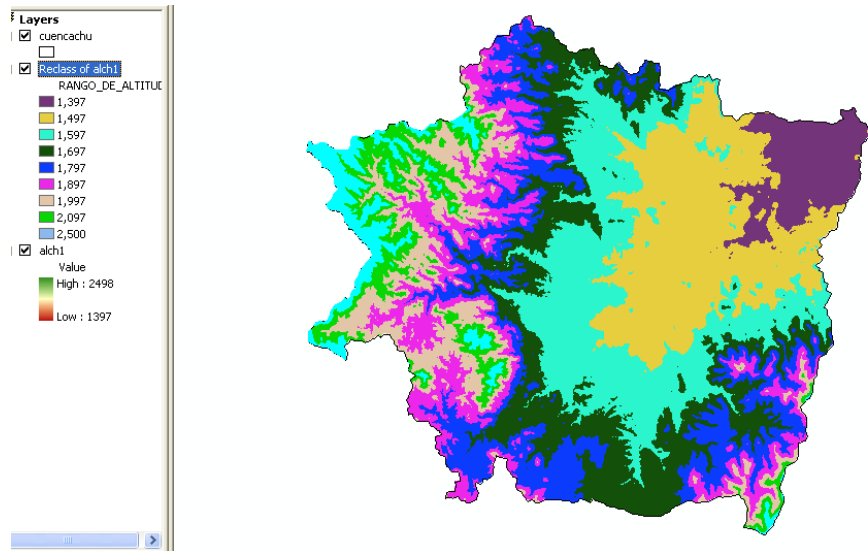 Layers
cuencachu
Reclass of alch1
RANGO_DE_ALTITUD
1,397
1,497
1,597
1,697
1,797
1,897
1,997
2,097
2,500
alch1
Value
High : 2498
Low : 1397